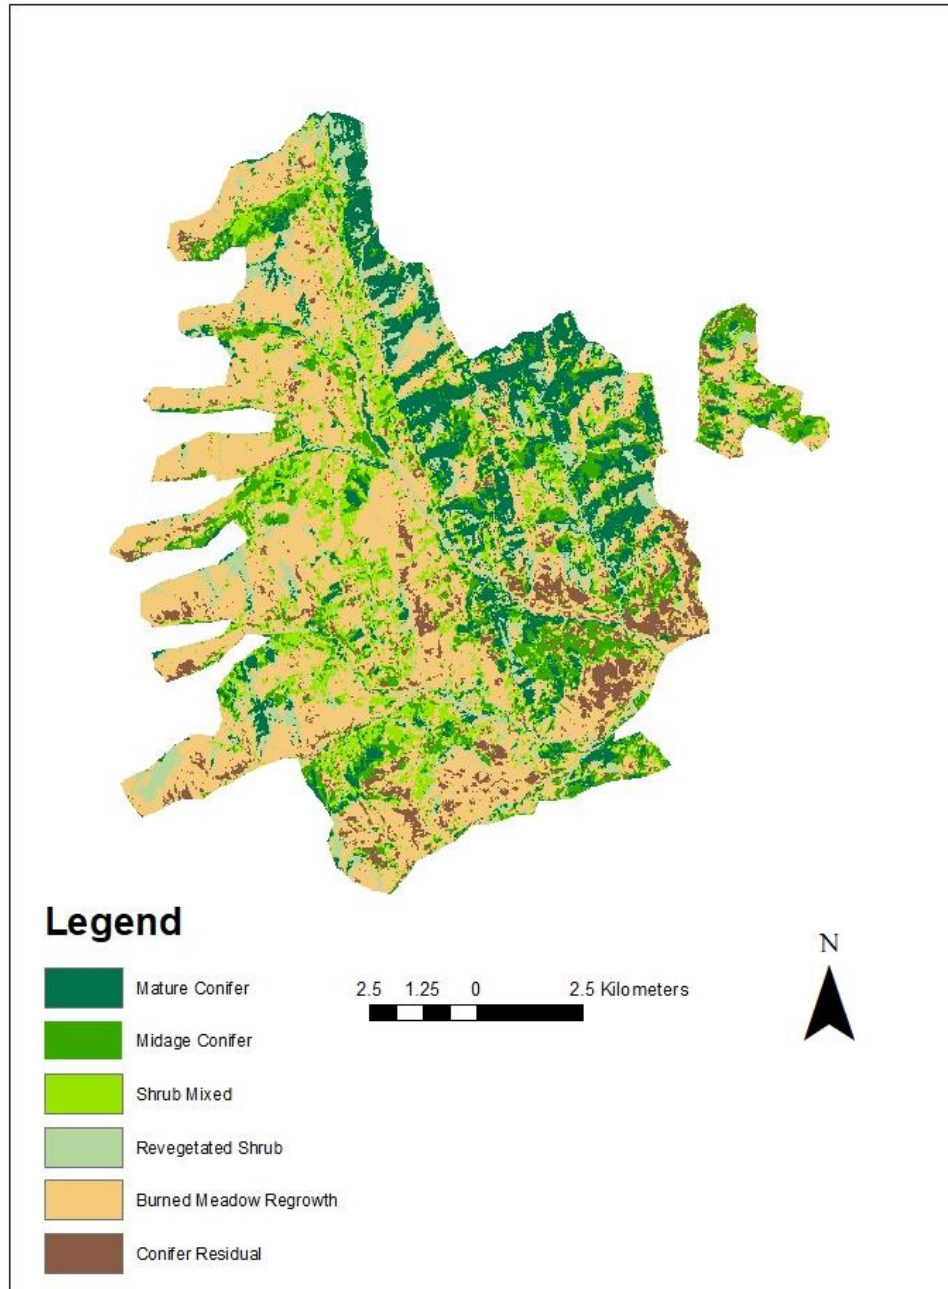 Legend
Mature Conifer
Midage Conifer
Shrub Mixed
Revegetated Shrub
Burned Meadow Regrowth
Conifer Residual
2.5 1.25 0 2.5 Kilometers
N